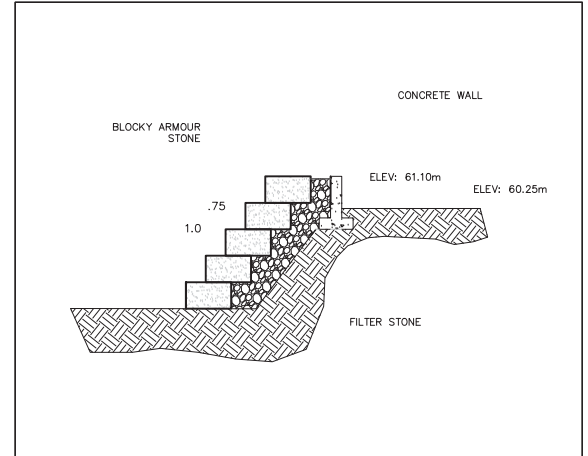 CONCRETE WALL
BLOCKY ARMOUR
STONE
ELEV: 61.10m
ELEV: 60.25m
.75
1.0
FILTER STONE